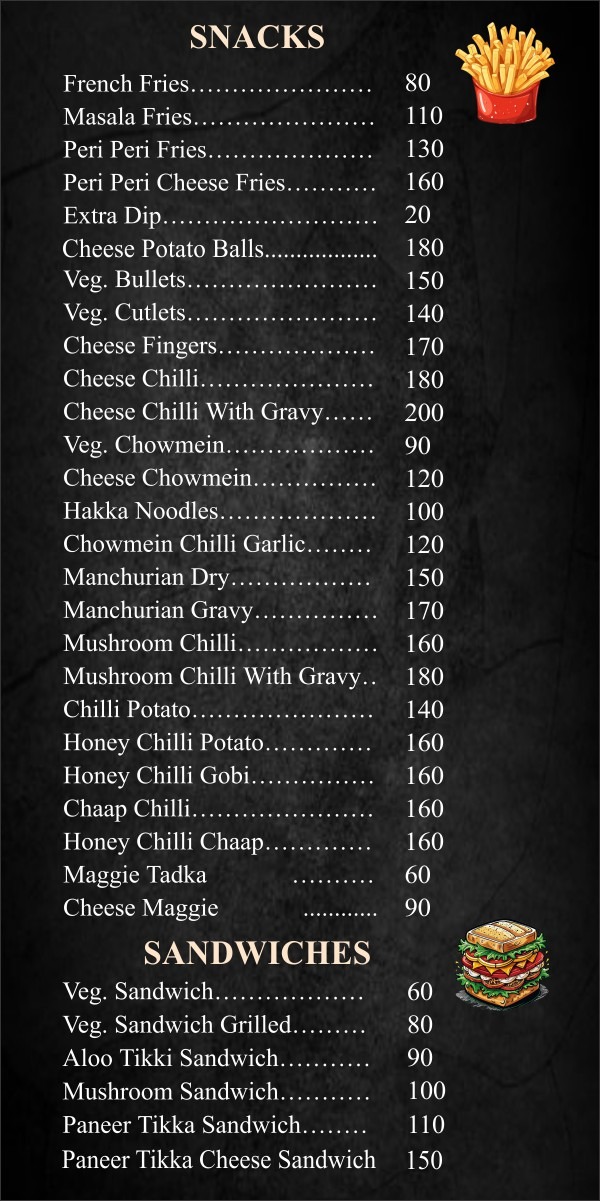 SNACKS
French Fries..................... 80
Masala Fries..................... 110
Peri Peri Fries................... 130
Peri Peri Cheese Fries........... 160
Extra Dip......................... 20
Cheese Potato Balls................... 180
Veg. Bullets...................... 150
Veg. Cutlets...................... 140
Cheese Fingers................... 170
Cheese Chilli..................... 180
Cheese Chilli With Gravy...... 200
Veg. Chowmein.................. 90
Cheese Chowmein............... 120
Hakka Noodles................... 100
Chowmein Chilli Garlic........ 120
Manchurian Dry................. 150
Manchurian Gravy............... 170
Mushroom Chilli................. 160
Mushroom Chilli With Gravy.. 180
Chilli Potato...................... 140
Honey Chilli Potato............. 160
Honey Chilli Gobi............... 160
Chaap Chilli...................... 160
Honey Chilli Chaap............. 160
Maggie Tadka .......... 60
Cheese Maggie ............ 90
SANDWICHES
Veg. Sandwich.................. 60
Veg. Sandwich Grilled......... 80
Aloo Tikki Sandwich........... 90
Mushroom Sandwich........... 100
Paneer Tikka Sandwich........ 110
Paneer Tikka Cheese Sandwich 150